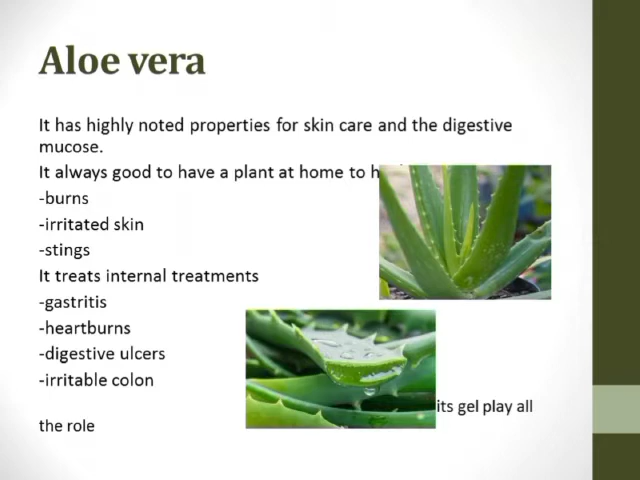 Aloe vera
It has highly noted properties for skin care and the digestive
mucose.
It always good to have a plant at home to
-burns
-irritated skin
-stings
It treats internal treatments
-gastritis
-heartburns
-digestive ulcers
-irritable colon
its gel play all
the role